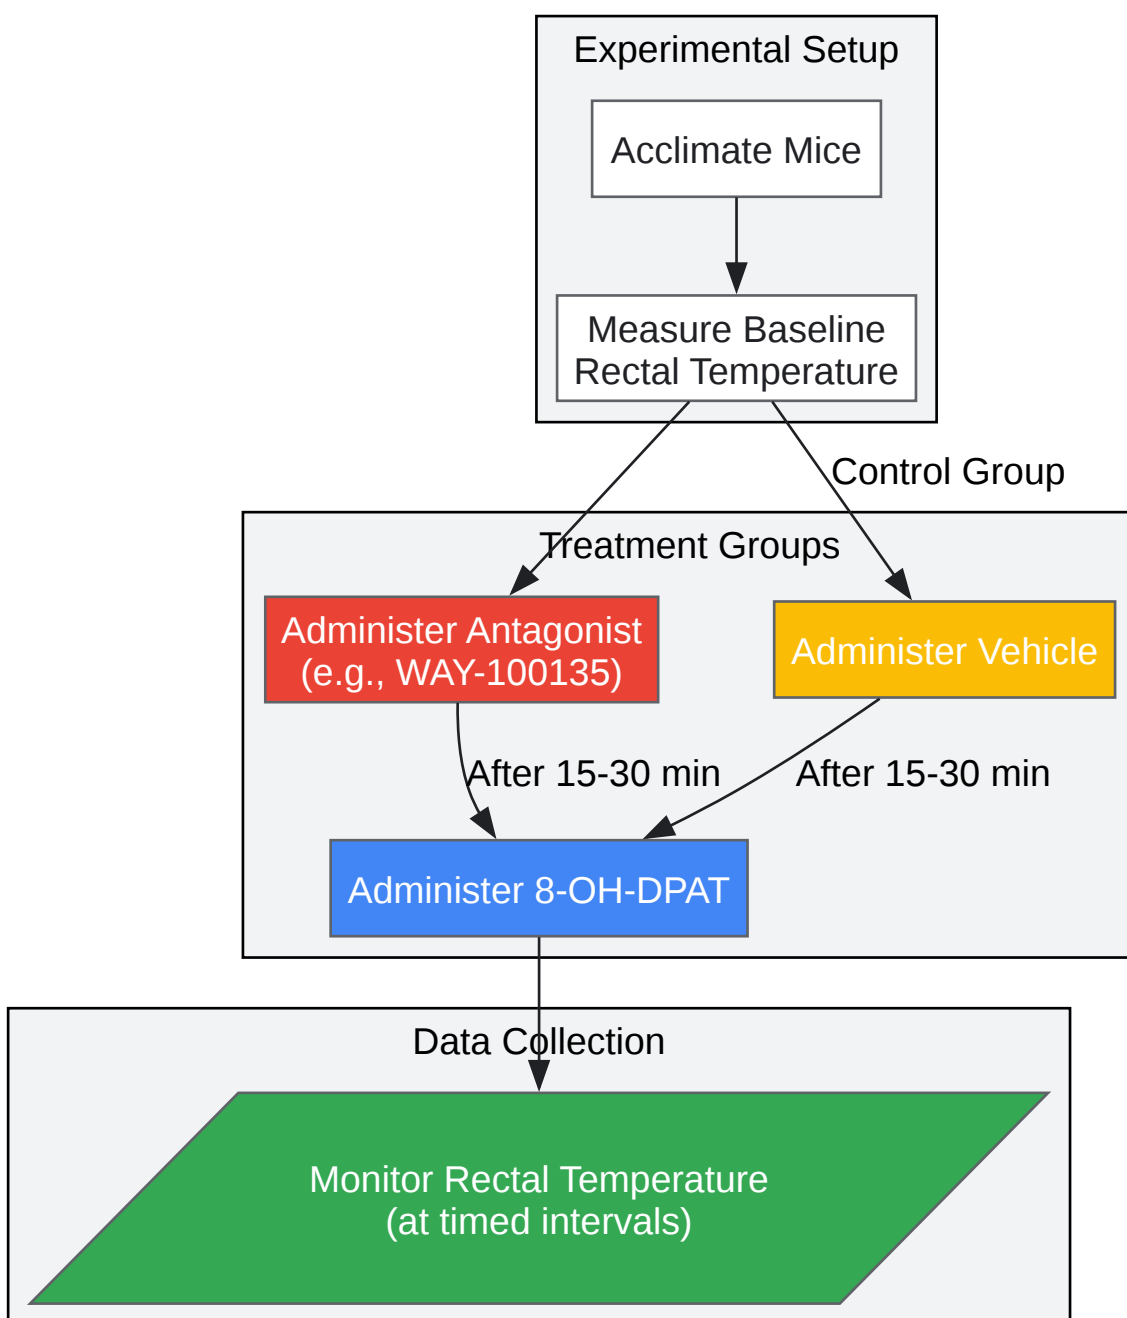 Experimental Setup
Acclimate Mice
Measure Baseline
Rectal Temperature
Control Group
Treatment Groups
Administer Antagonist
(e.g., WAY-100135)
Administer Vehicle
After 15-30 min
After 15-30 min
Administer 8-OH-DPAT
Data Collection
Monitor Rectal Temperature
(at timed intervals)